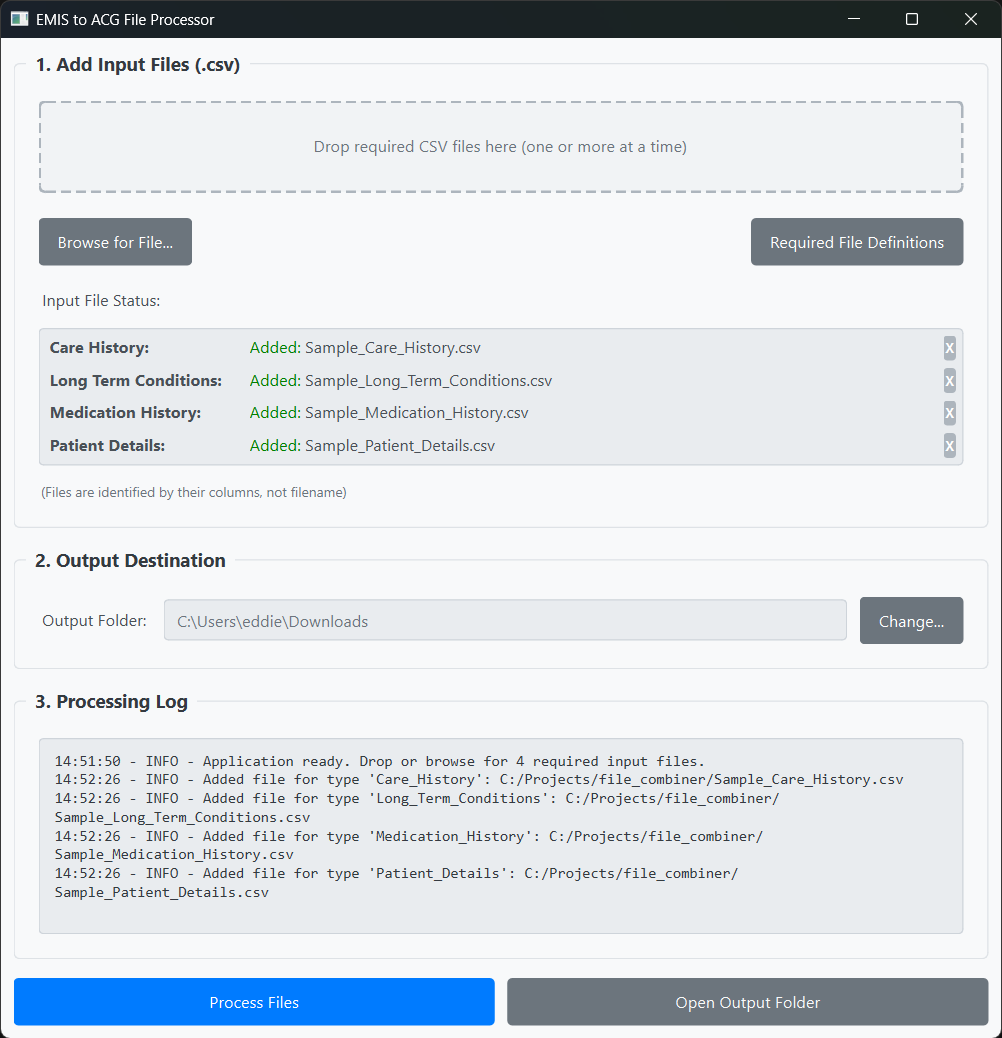 EMIS to ACG File Processor
1. Add Input Files (.csv)
Drop required CSV files here (one or more at a time)
Browse for File...
Required File Definitions
Input File Status:
Care History: Added: Sample_Care_History.csv X
Long Term Conditions: Added: Sample_Long_Term_Conditions.csv X
Medication History: Added: Sample_Medication_History.csv X
Patient Details: Added: Sample_Patient_Details.csv X
(Files are identified by their columns, not filename)
2. Output Destination
Output Folder: C:\Users\eddie\Downloads Change...
3. Processing Log
14:51:50 - INFO - Application ready. Drop or browse for 4 required input files.
14:52:26 - INFO - Added file for type 'Care_History': C:/Projects/file_combiner/Sample_Care_History.csv
14:52:26 - INFO - Added file for type 'Long_Term_Conditions': C:/Projects/file_combiner/
Sample_Long_Term_Conditions.csv
14:52:26 - INFO - Added file for type 'Medication_History': C:/Projects/file_combiner/
Sample_Medication_History.csv
14:52:26 - INFO - Added file for type 'Patient_Details': C:/Projects/file_combiner/
Sample_Patient_Details.csv
Process Files
Open Output Folder